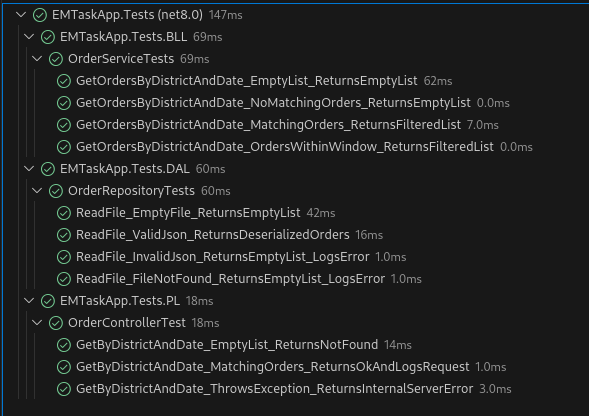 EMTaskApp.Tests (net8.0) 147ms
EMTaskApp.Tests.BLL 69ms
OrderServiceTests 69ms
GetOrdersByDistrictAndDate_EmptyList_ReturnsEmptyList 62ms
GetOrdersByDistrictAndDate_NoMatchingOrders_ReturnsEmptyList 0.0ms
GetOrdersByDistrictAndDate_MatchingOrders_ReturnsFilteredList 7.0ms
GetOrdersByDistrictAndDate_OrdersWithinWindow_ReturnsFilteredList 0.0ms
EMTaskApp.Tests.DAL 60ms
OrderRepositoryTests 60ms
ReadFile_EmptyFile_ReturnsEmptyList 42ms
ReadFile_ValidJson_ReturnsDeserializedOrders 16ms
ReadFile_InvalidJson_ReturnsEmptyList_LogsError 1.0ms
ReadFile_FileNotFound_ReturnsEmptyList_LogsError 1.0ms
EMTaskApp.Tests.PL 18ms
OrderControllerTest 18ms
GetByDistrictAndDate_EmptyList_ReturnsNotFound 14ms
GetByDistrictAndDate_MatchingOrders_ReturnsOkAndLogsRequest 1.0ms
GetByDistrictAndDate_ThrowsException_ReturnsInternalServerError 3.0ms